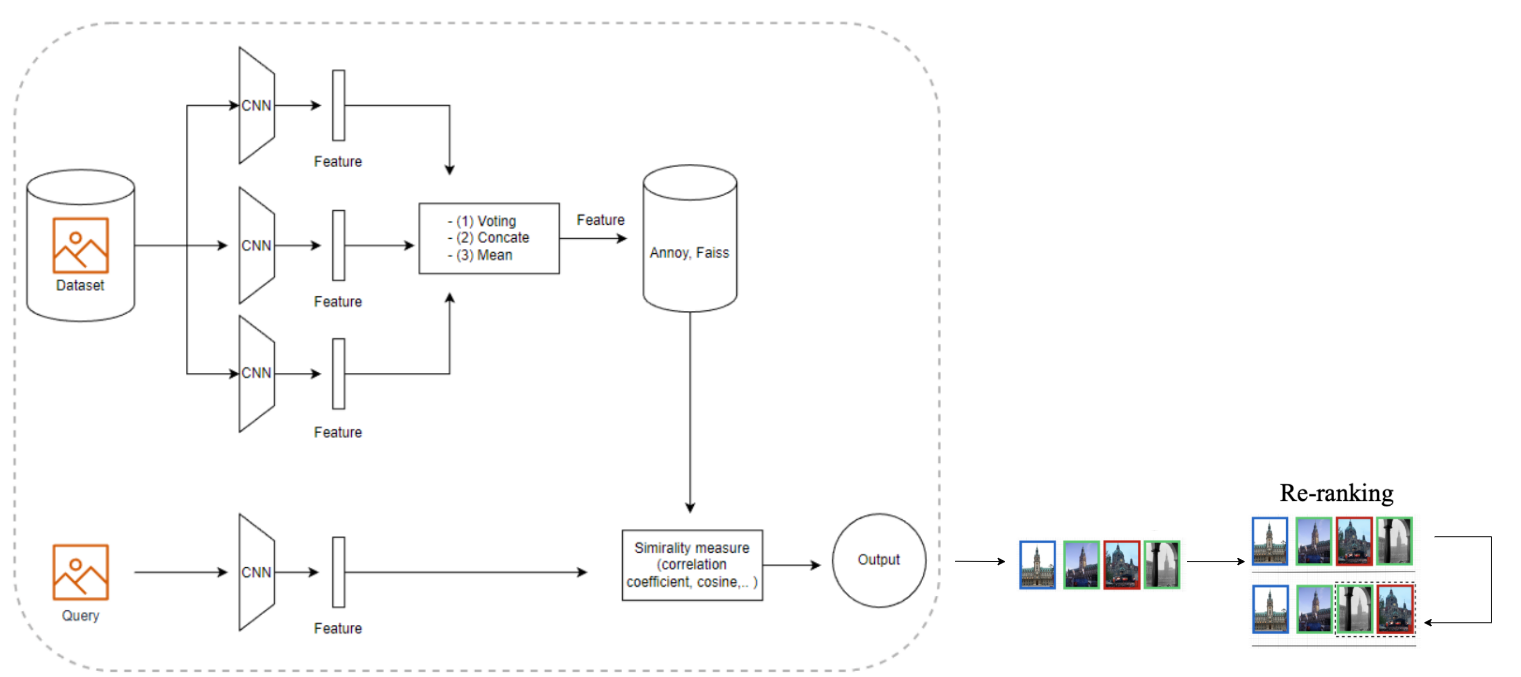 CNN
Feature
Dataset
CNN
Feature
- (1) Voting
- (2) Concate
- (3) Mean
Feature
Annoy, Faiss
CNN
Feature
Query
CNN
Feature
Simirality measure
(correlation
coefficient, cosine,.. )
Output
Re-ranking